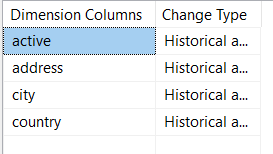 Dimension Columns Change Type
active Historical a...
address Historical a...
city Historical a...
country Historical a...